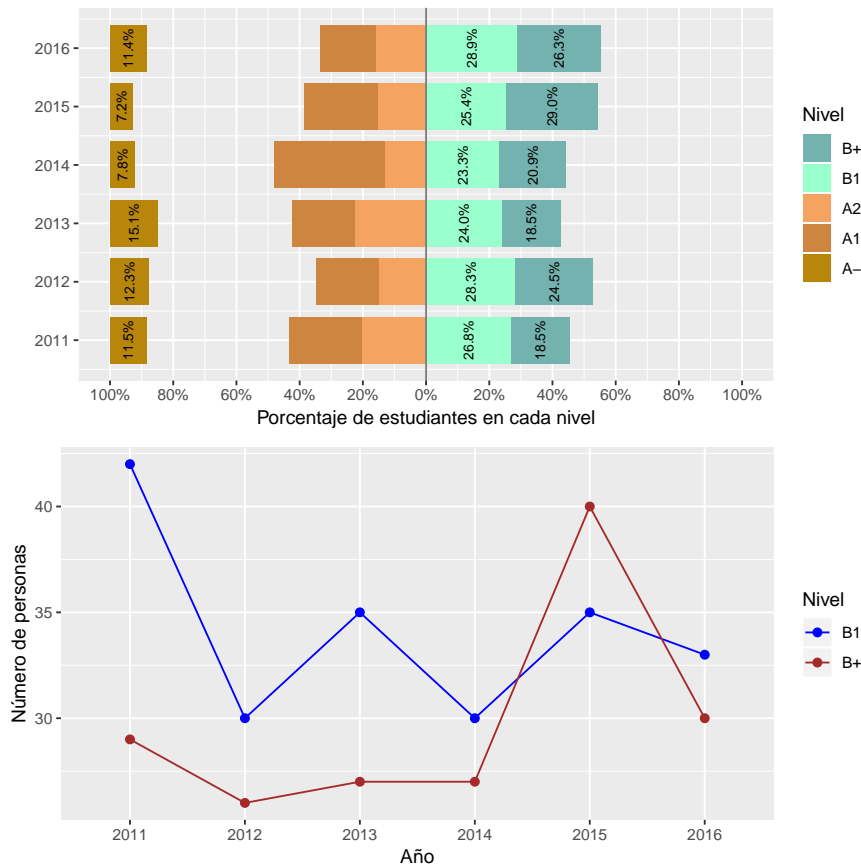 2016
11.4%
28.9%
26.3%
2015
7.2%
25.4%
29.0%
2014
7.8%
23.3%
20.9%
2013
15.1%
24.0%
18.5%
2012
12.3%
28.3%
24.5%
2011
11.5%
26.8%
18.5%
100% 80% 60% 40% 20% 0% 20% 40% 60% 80% 100%
Porcentaje de estudiantes en cada nivel
Nivel
B+
B1
A2
A1
A−
Número de personas
40
35
30
2011 2012 2013 2014 2015 2016
Año
Nivel
B1
B+